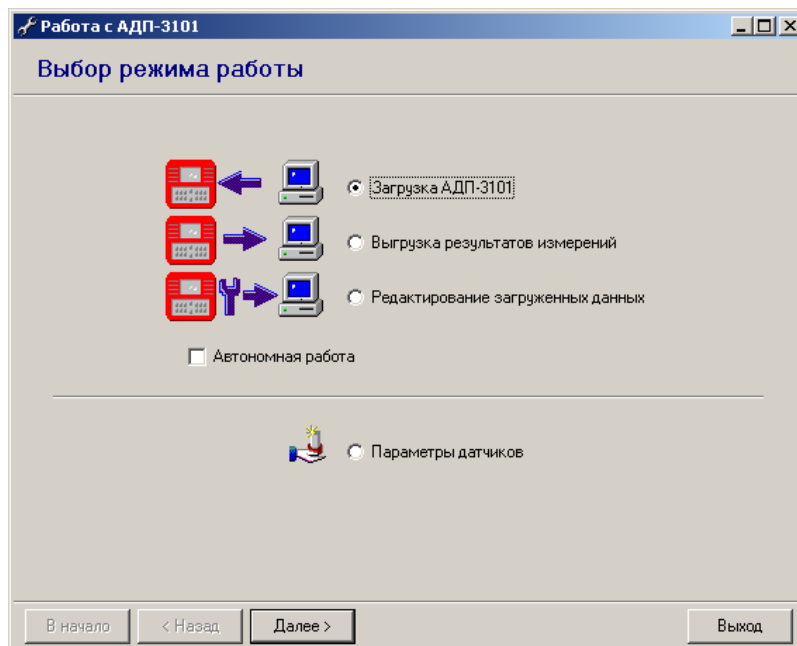 Работа с АДП-3101
Выбор режима работы
Загрузка АДП-3101
Выгрузка результатов измерений
Редактирование загруженных данных
Автономная работа
Параметры датчиков
В начало
< Назад
Далее >
Выход